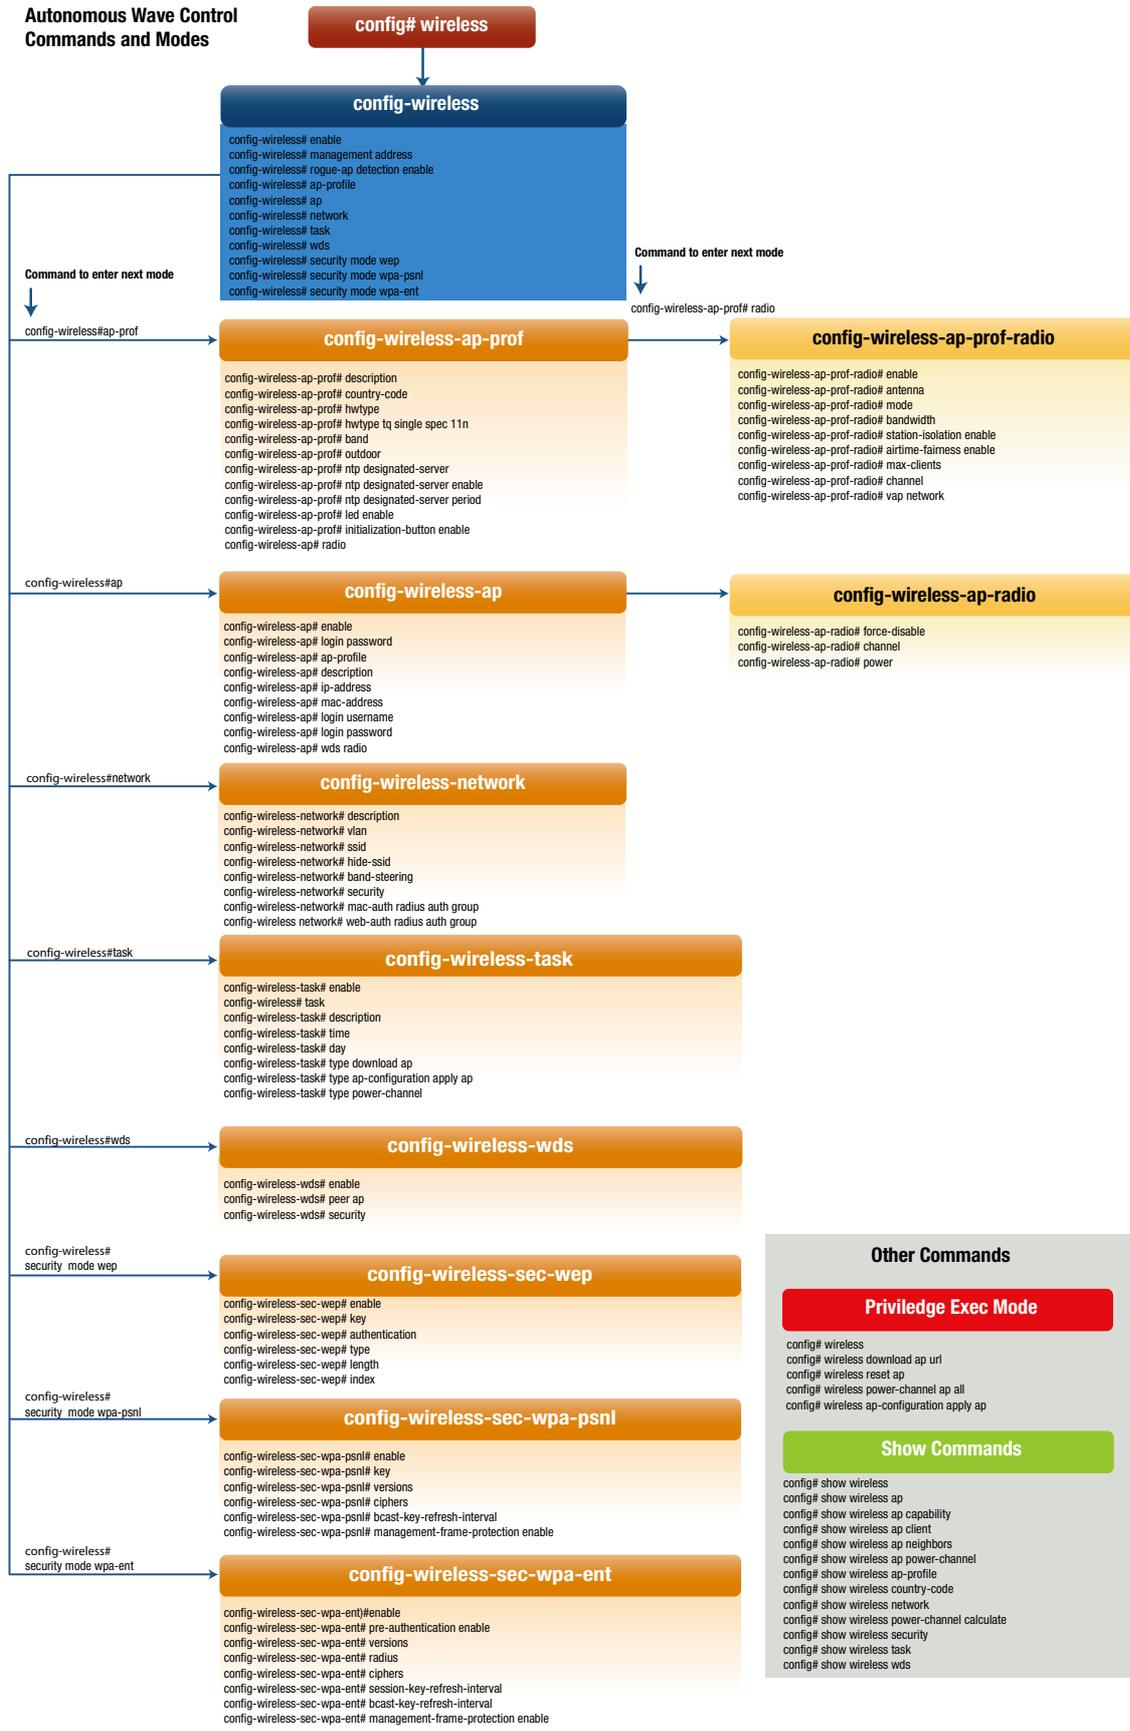 Autonomous Wave Control
Commands and Modes
config# wireless
config-wireless
config-wireless# enable
config-wireless# management address
config-wireless# rogue-ap detection enable
config-wireless# ap-profile
config-wireless# ap
config-wireless# network
config-wireless# task
config-wireless# wds
config-wireless# security mode wep
config-wireless# security mode wpa-psnl
config-wireless# security mode wpa-ent
Command to enter next mode
config-wireless#ap-prof
Command to enter next mode
config-wireless-ap-prof# radio
config-wireless-ap-prof
config-wireless-ap-prof# description
config-wireless-ap-prof# country-code
config-wireless-ap-prof# hwtype
config-wireless-ap-prof# hwtype tq single spec 11n
config-wireless-ap-prof# band
config-wireless-ap-prof# outdoor
config-wireless-ap-prof# ntp designated-server
config-wireless-ap-prof# ntp designated-server enable
config-wireless-ap-prof# ntp designated-server period
config-wireless-ap-prof# led enable
config-wireless-ap-prof# initialization-button enable
config-wireless-ap# radio
config-wireless-ap-prof-radio
config-wireless-ap-prof-radio# enable
config-wireless-ap-prof-radio# antenna
config-wireless-ap-prof-radio# mode
config-wireless-ap-prof-radio# bandwidth
config-wireless-ap-prof-radio# station-isolation enable
config-wireless-ap-prof-radio# airtime-fairness enable
config-wireless-ap-prof-radio# max-clients
config-wireless-ap-prof-radio# channel
config-wireless-ap-prof-radio# vap network
config-wireless#ap
config-wireless-ap
config-wireless-ap# enable
config-wireless-ap# login password
config-wireless-ap# ap-profile
config-wireless-ap# description
config-wireless-ap# ip-address
config-wireless-ap# mac-address
config-wireless-ap# login username
config-wireless-ap# login password
config-wireless-ap# wds radio
config-wireless-ap-radio
config-wireless-ap-radio# force-disable
config-wireless-ap-radio# channel
config-wireless-ap-radio# power
config-wireless#network
config-wireless-network
config-wireless-network# description
config-wireless-network# vlan
config-wireless-network# ssid
config-wireless-network# hide-ssid
config-wireless-network# band-steering
config-wireless-network# security
config-wireless-network# mac-auth radius auth group
config-wireless network# web-auth radius auth group
config-wireless#task
config-wireless-task
config-wireless-task# enable
config-wireless# task
config-wireless-task# description
config-wireless-task# time
config-wireless-task# day
config-wireless-task# type download ap
config-wireless-task# type ap-configuration apply ap
config-wireless-task# type power-channel
config-wireless#wds
config-wireless-wds
config-wireless-wds# enable
config-wireless-wds# peer ap
config-wireless-wds# security
config-wireless#
security mode wep
config-wireless-sec-wep
config-wireless-sec-wep# enable
config-wireless-sec-wep# key
config-wireless-sec-wep# authentication
config-wireless-sec-wep# type
config-wireless-sec-wep# length
config-wireless-sec-wep# index
config-wireless#
security mode wpa-psnl
config-wireless-sec-wpa-psnl
config-wireless-sec-wpa-psnl# enable
config-wireless-sec-wpa-psnl# key
config-wireless-sec-wpa-psnl# versions
config-wireless-sec-wpa-psnl# ciphers
config-wireless-sec-wpa-psnl# bcast-key-refresh-interval
config-wireless-sec-wpa-psnl# management-frame-protection enable
config-wireless#
security mode wpa-ent
config-wireless-sec-wpa-ent
config-wireless-sec-wpa-ent)#enable
config-wireless-sec-wpa-ent# pre-authentication enable
config-wireless-sec-wpa-ent# versions
config-wireless-sec-wpa-ent# radius
config-wireless-sec-wpa-ent# ciphers
config-wireless-sec-wpa-ent# session-key-refresh-interval
config-wireless-sec-wpa-ent# bcast-key-refresh-interval
config-wireless-sec-wpa-ent# management-frame-protection enable
Other Commands
Priviledge Exec Mode
config# wireless
config# wireless download ap url
config# wireless reset ap
config# wireless power-channel ap all
config# wireless ap-configuration apply ap
Show Commands
config# show wireless
config# show wireless ap
config# show wireless ap capability
config# show wireless ap client
config# show wireless ap neighbors
config# show wireless ap power-channel
config# show wireless ap-profile
config# show wireless country-code
config# show wireless network
config# show wireless power-channel calculate
config# show wireless security
config# show wireless task
config# show wireless wds